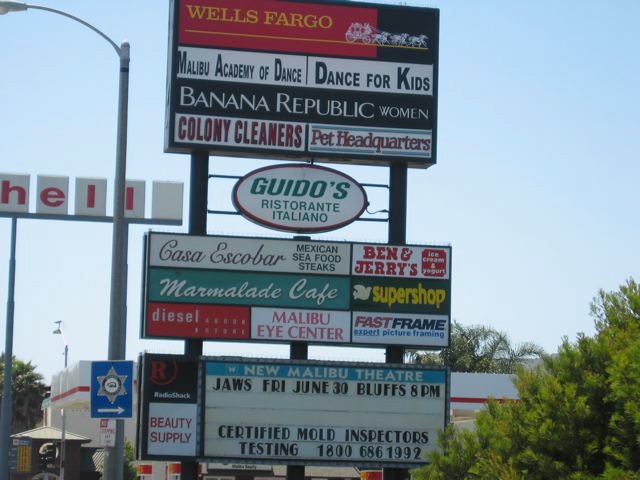 WELLS FARGO
MALIBU ACADEMY OF DANCE
DANCE FOR KIDS
BANANA REPUBLIC WOMEN
COLONY CLEANERS
Pet Headquarters
hell
GUIDO'S
RISTORANTE
ITALIANO
Casa Escobar
MEXICAN
SEA FOOD
STEAKS
BEN &
JERRY'S
ice
cream &
yogurt
Marmalade Cafe
supershop
diesel
MALIBU
EYE CENTER
FASTFRAME
expert picture framing
R
RadioShack
BEAUTY
SUPPLY
NEW MALIBU THEATRE
JAWS FRI JUNE 30 BLUFFS 8PM
CERTIFIED MOLD INSPECTORS
TESTING 1800 686 1992